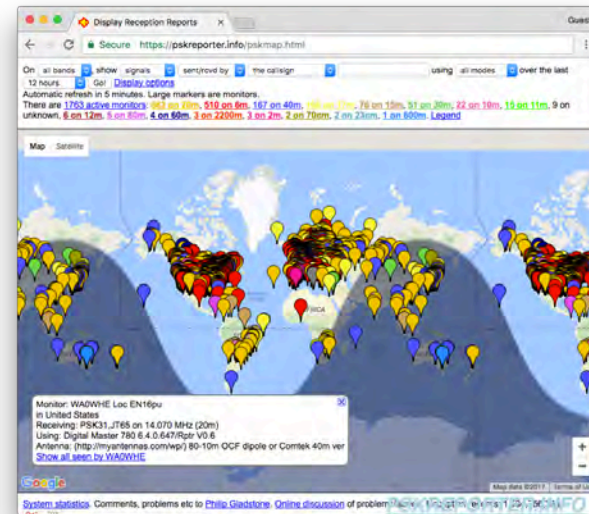 Display Reception Reports
Guest
Secure https://pskreporter.info/pskmap.html
On all bands , show signals sent/rcvd by the callsign using all modes over the last
12 hours Go! Display options
Automatic refresh in 5 minutes. Large markers are monitors.
There are 1763 active monitors: on 20m, 510 on 6m, 167 on 40m, 76 on 15m, 51 on 30m, 22 on 10m, 15 on 11m, 9 on
unknown, 6 on 12m, 5 on 80m, 4 on 60m, 3 on 2200m, 3 on 2m, 2 on 70cm, 2 on 23cm, 1 on 600m. Legend
Map Satellite
Monitor: WA0WHE Loc EN16pu
in United States
Receiving: PSK31,JT65 on 14.070 MHz (20m)
Using: Digital Master 780 6.4.0.647/Rptr V0.6
Antenna: (http://myantennas.com/wp/) 80-10m OCF dipole or Comtek 40m ver
Show all seen by WA0WHE
Google
Map data ©2017 Terms of Us
System statistics. Comments, problems etc to Philip Gladstone. Online discussion of problem
PSKREPORTER.INFO